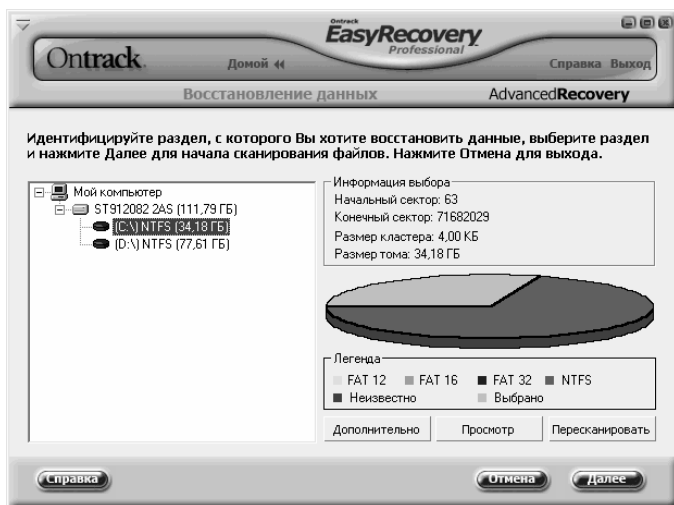 Ontrack
EasyRecovery
Professional
Ontrack
Домой
Справка Выход
Восстановление данных
AdvancedRecovery
Идентифицируйте раздел, с которого Вы хотите восстановить данные, выберите раздел
и нажмите Далее для начала сканирования файлов. Нажмите Отмена для выхода.
Мой компьютер
ST912082 2AS (111,79 ГБ)
(C:\) NTFS (34,18 ГБ)
(D:\) NTFS (77,61 ГБ)
Информация выбора
Начальный сектор: 63
Конечный сектор: 71682029
Размер кластера: 4,00 КБ
Размер тома: 34,18 ГБ
Легенда
FAT 12 FAT 16 FAT 32 NTFS
Неизвестно Выбрано
Дополнительно Просмотр Пересканировать
Справка Отмена Далее